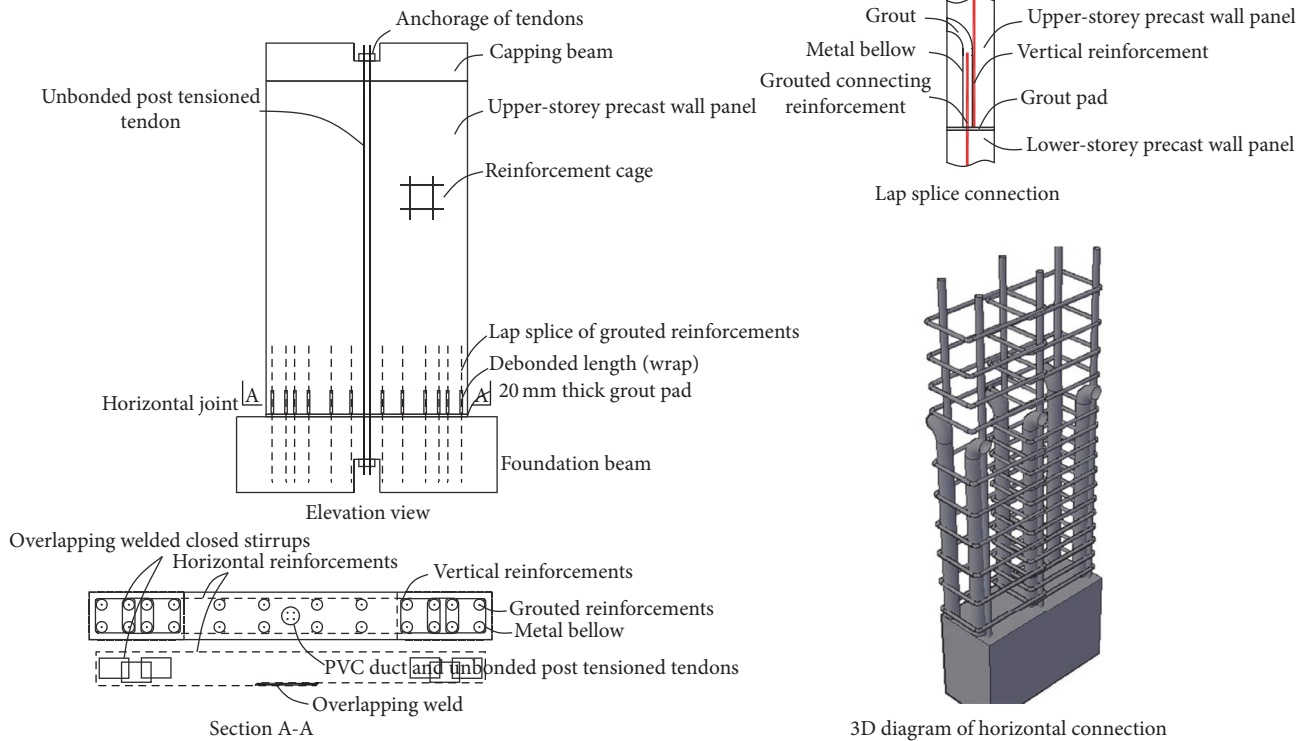 Anchorage of tendons
Capping beam
Unbonded post tensioned
tendon
Upper-storey precast wall panel
Reinforcement cage
Lap splice of grouted reinforcements
Debonded length (wrap)
A
A
20 mm thick grout pad
Horizontal joint
Foundation beam
Elevation view
Overlapping welded closed stirrups
Horizontal reinforcements
Vertical reinforcements
Grouted reinforcements
Metal bellow
PVC duct and unbonded post tensioned tendons
Overlapping weld
Section A-A
Grout
Upper-storey precast wall panel
Metal bellow
Vertical reinforcement
Grouted connecting
reinforcement
Grout pad
Lower-storey precast wall panel
Lap splice connection
3D diagram of horizontal connection